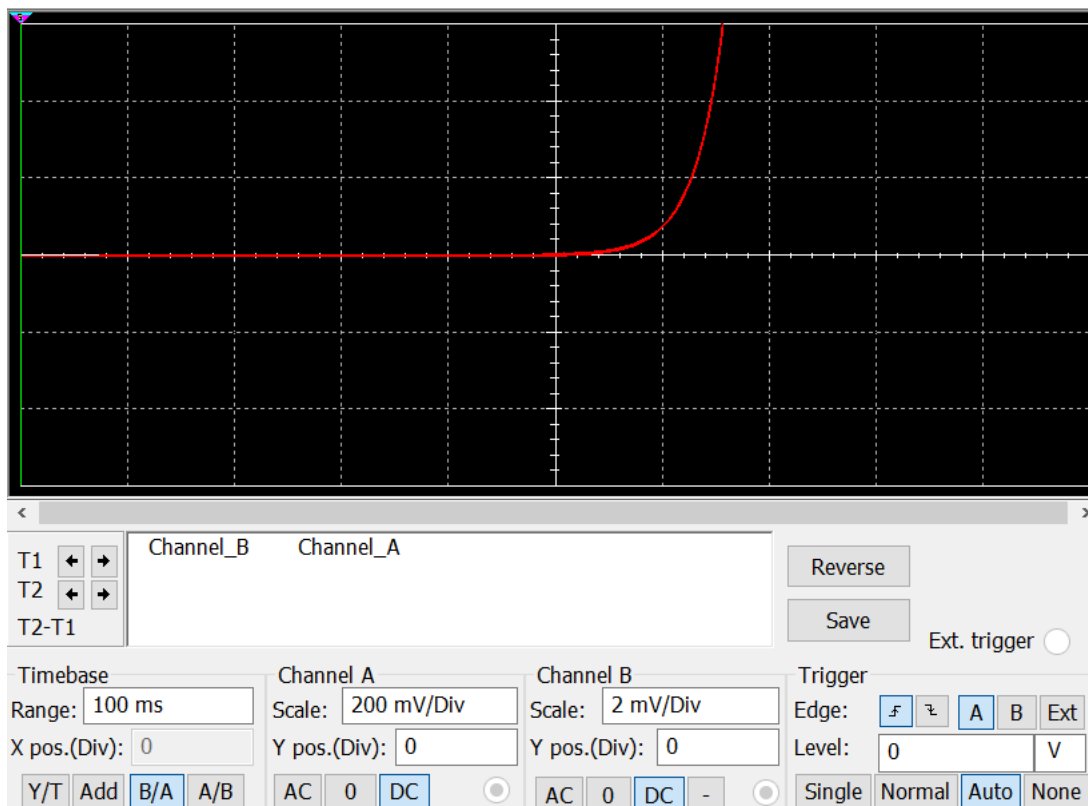 Channel_B Channel_A
T1
T2
T2-T1
Reverse
Save
Ext. trigger
Timebase
Range: 100 ms
X pos.(Div): 0
Y/T Add B/A A/B
Channel A
Scale: 200 mV/Div
Y pos.(Div): 0
AC 0 DC
Channel B
Scale: 2 mV/Div
Y pos.(Div): 0
AC 0 DC -
Trigger
Edge: A B Ext
Level: 0 V
Single Normal Auto None